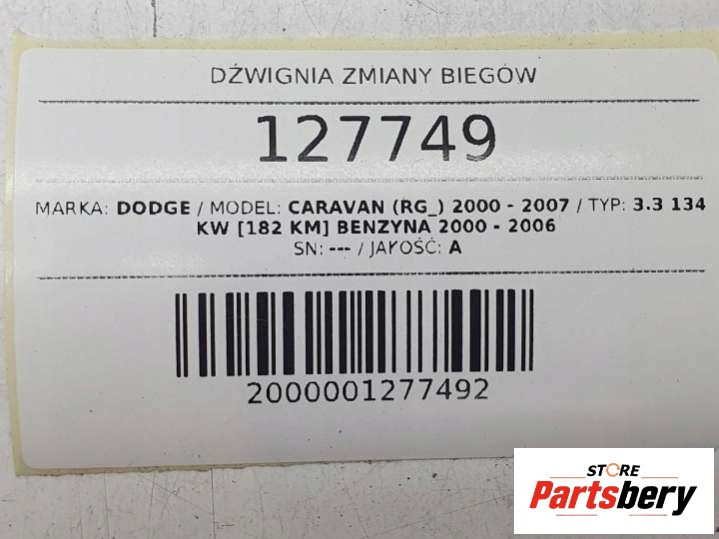 DŹWIGNIA ZMIANY BIEGÓW
127749
MARKA: DODGE / MODEL: CARAVAN (RG_) 2000 - 2007 / TYP: 3.3 134
KW [182 KM] BENZYNA 2000 - 2006
SN: --- / JAKOŚĆ: A
2000001277492
STORE
Partsbery